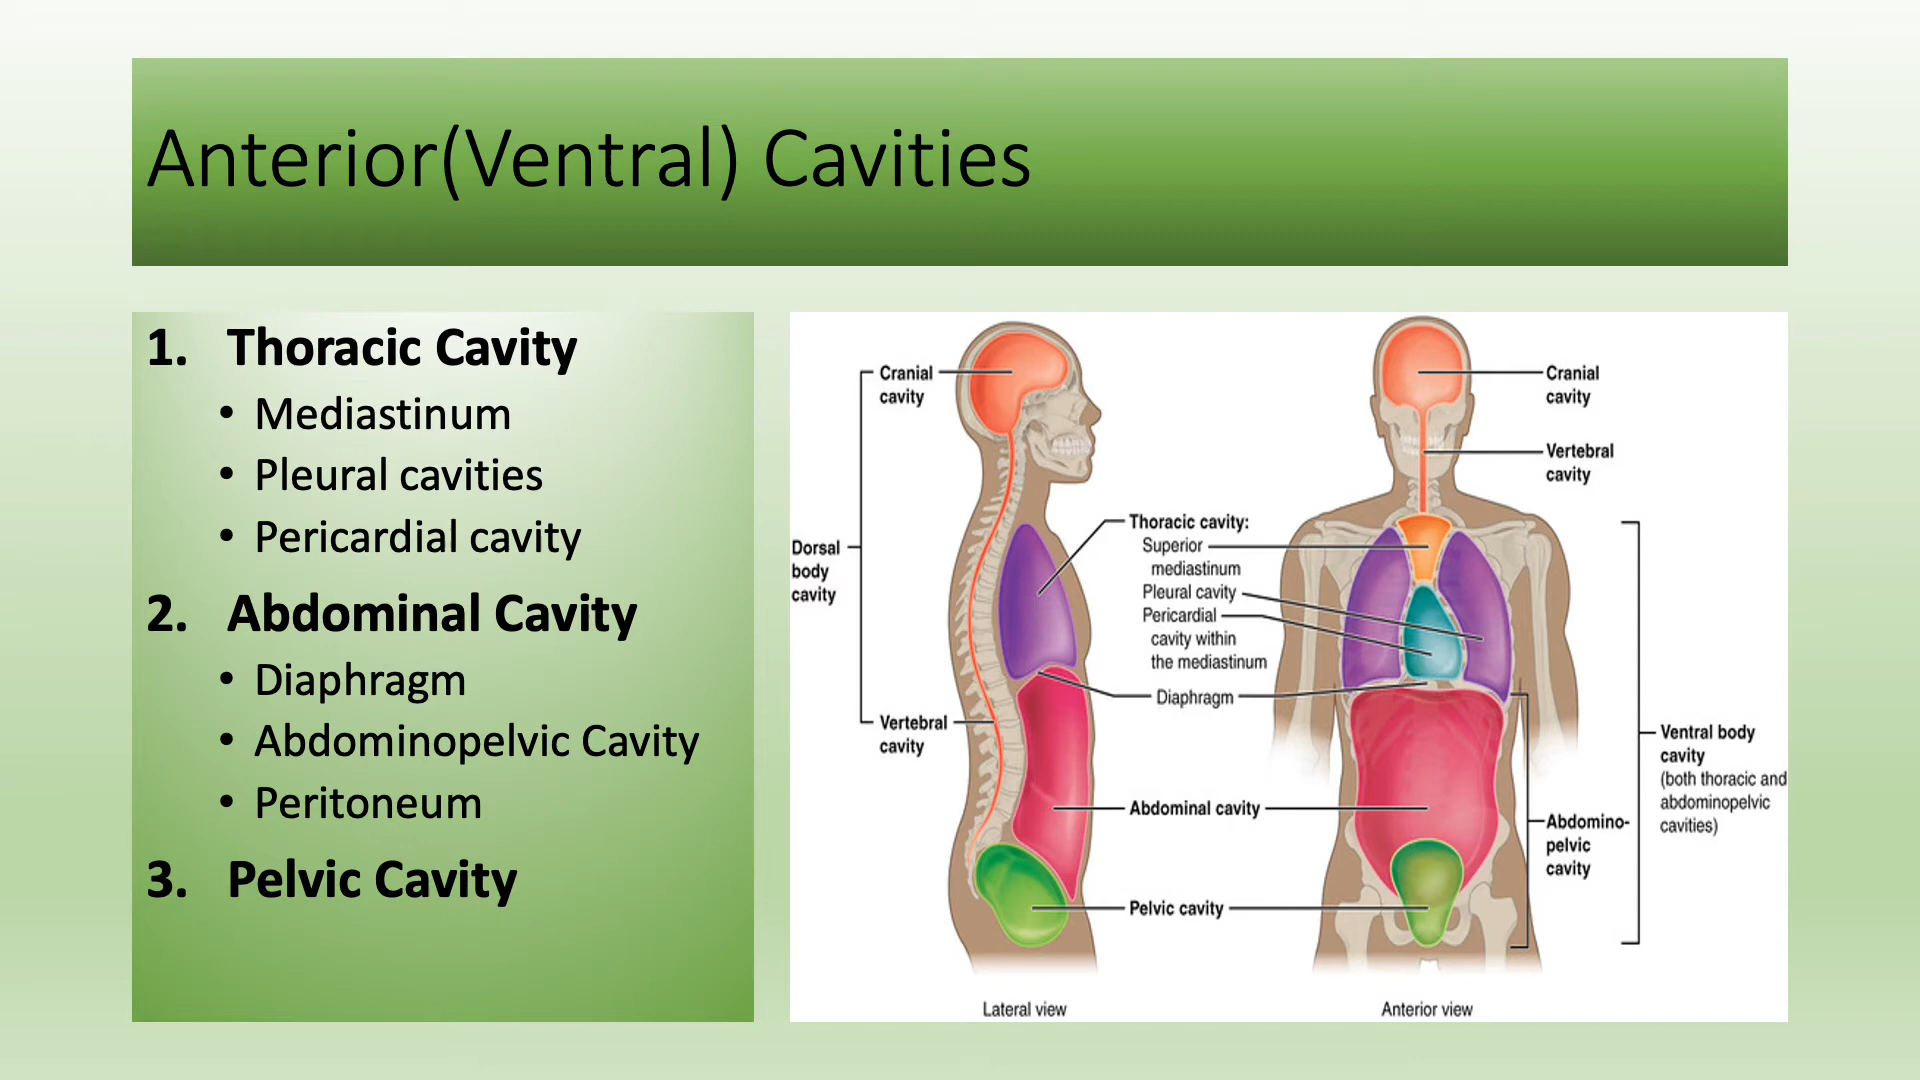 Anterior(Ventral) Cavities
1. Thoracic Cavity
• Mediastinum
• Pleural cavities
• Pericardial cavity
2. Abdominal Cavity
• Diaphragm
• Abdominopelvic Cavity
• Peritoneum
3. Pelvic Cavity
Cranial
cavity
Dorsal
body
cavity
Vertebral
cavity
Thoracic cavity:
Superior
mediastinum
Pleural cavity
Pericardial
cavity within
the mediastinum
Diaphragm
Abdominal cavity
Pelvic cavity
Cranial
cavity
Vertebral
cavity
Abdomino-
pelvic
cavity
Ventral body
cavity
(both thoracic and
abdominopelvic
cavities)
Lateral view
Anterior view